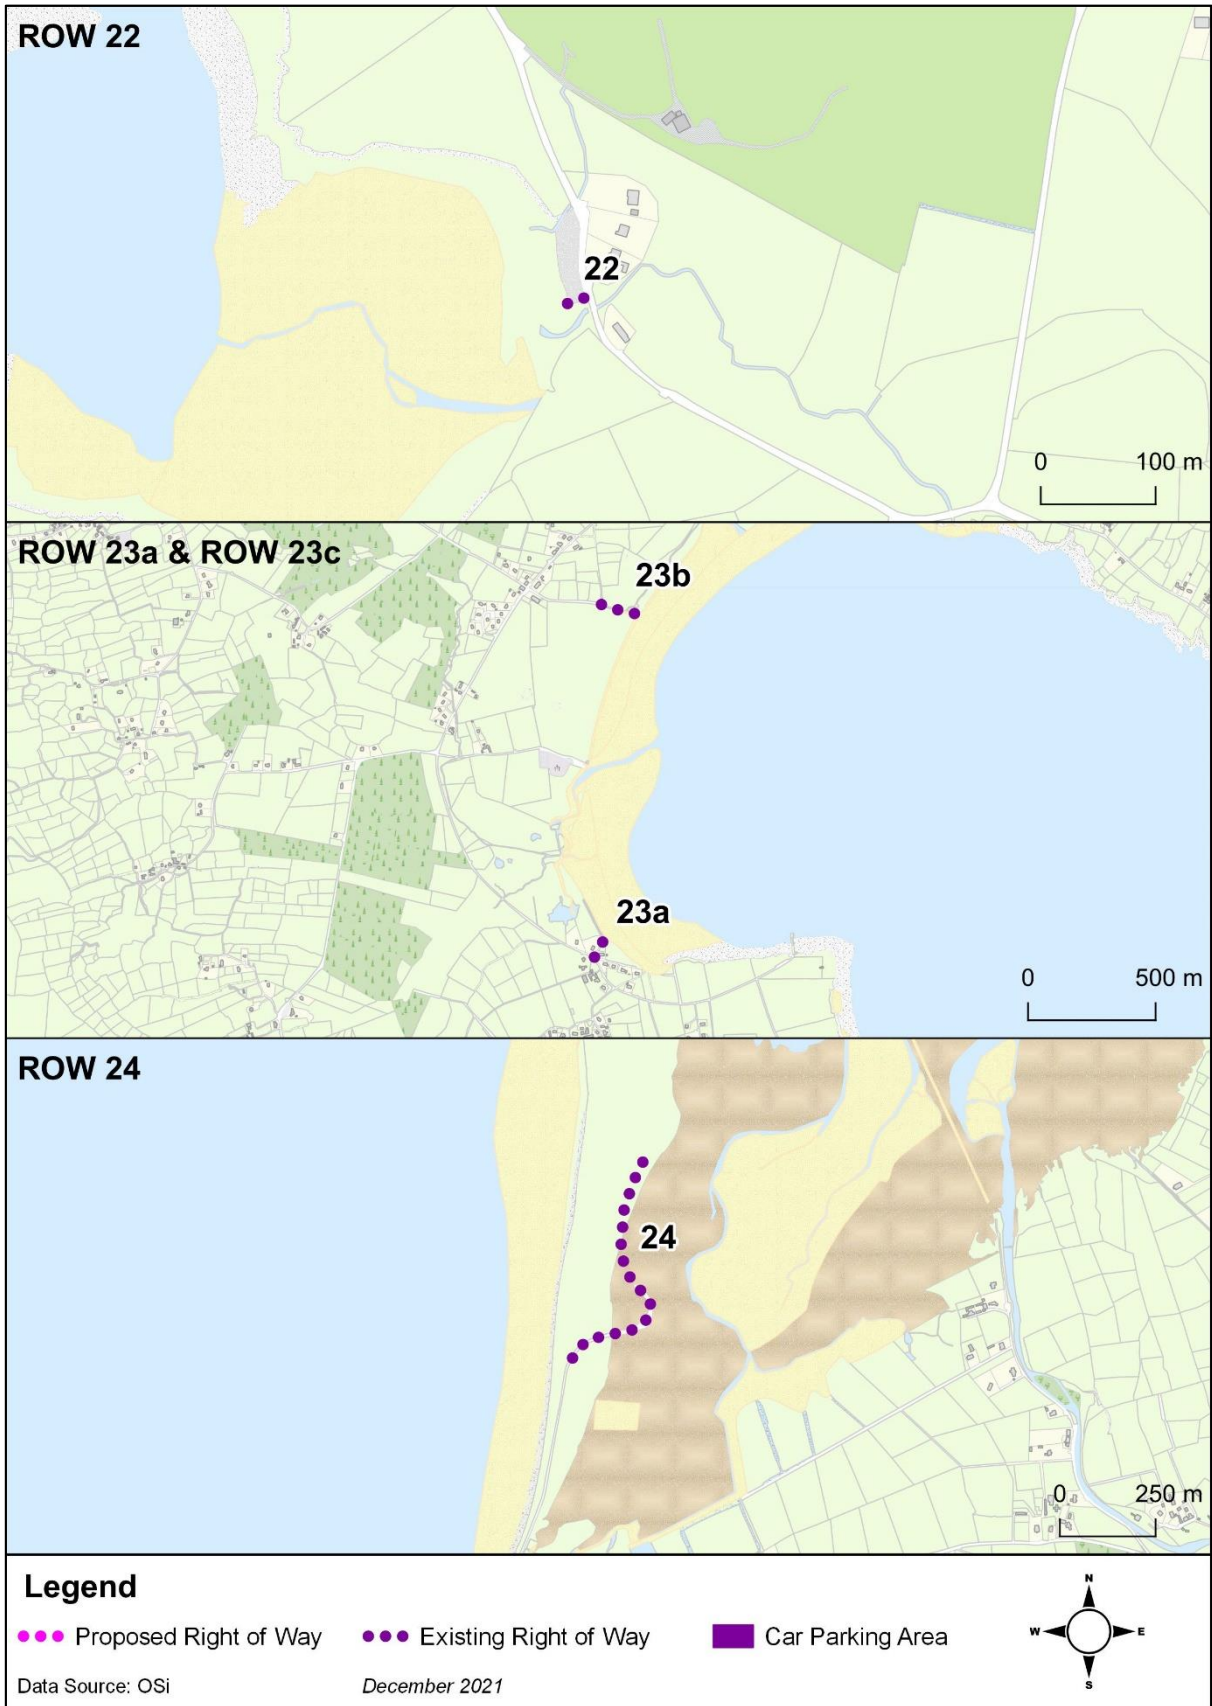 ROW 22
22
0 100 m
ROW 23a & ROW 23c
23b
23a
0 500 m
ROW 24
24
0 250 m
Legend
Proposed Right of Way Existing Right of Way Car Parking Area
Data Source: OSi December 2021
N
W E
S